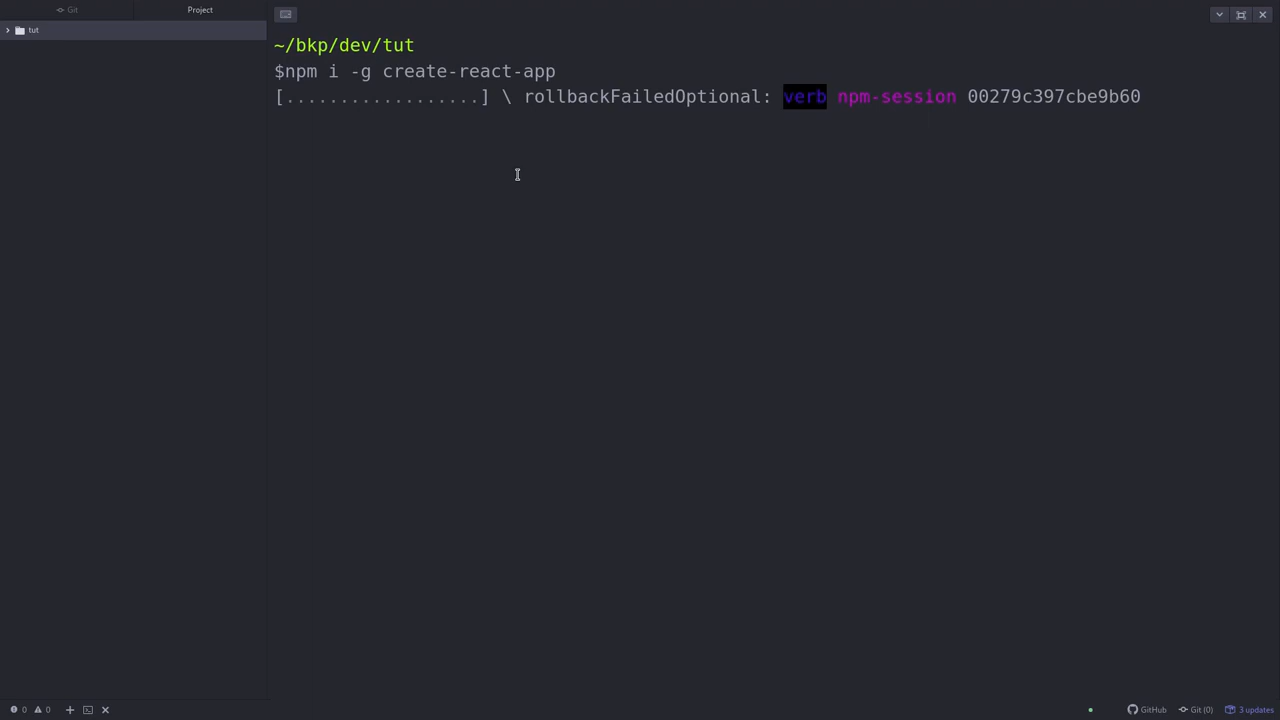 Git
Project
tut
~/bkp/dev/tut
$npm i -g create-react-app
[..................] \ rollbackFailedOptional: verb npm-session 00279c397cbe9b60
0 0
GitHub
Git (0)
3 updates